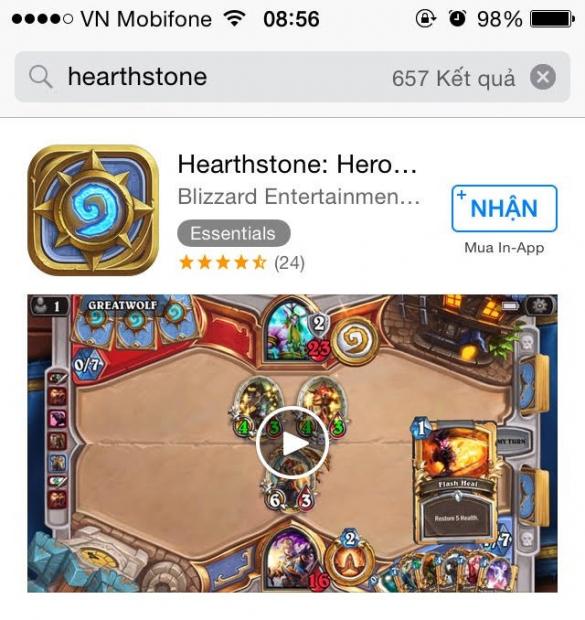 VN Mobifone 08:56 98%
hearthstone 657 Kết quả
Hearthstone: Hero...
Blizzard Entertainmen...
+ NHẬN
Essentials
Mua In-App
(24)
1 GREATWOLF
2
23
0/7
4 3 4 3
1
MY TURN
6 3
Flash Heal
Restore 5 Health.
2
/7
16